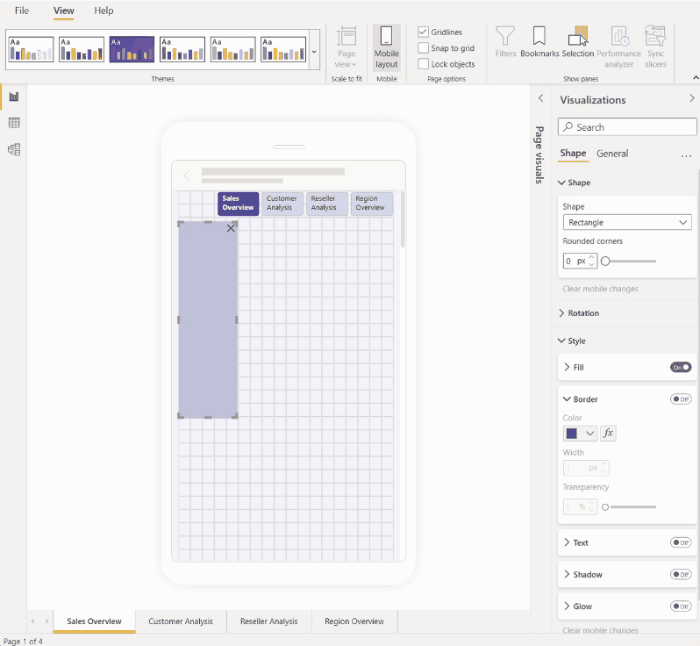 File View Help
Aa Aa Aa Aa Aa Aa
Themes
Page
View
Scale to fit
Mobile
layout
Mobile
Gridlines
Snap to grid
Lock objects
Page options
Filters Bookmarks Selection Performance
analyzer
Sync
slicers
Show panes
Sales
Overview
Customer
Analysis
Reseller
Analysis
Region
Overview
Page visuals
Visualizations
Search
Shape General
Shape
Shape
Rectangle
Rounded corners
0 px
Clear mobile changes
Rotation
Style
Fill On
Border Off
Color
fx
Width
px
Transparency
%
Text Off
Shadow Off
Glow Off
Clear mobile changes
Sales Overview Customer Analysis Reseller Analysis Region Overview
Page 1 of 4